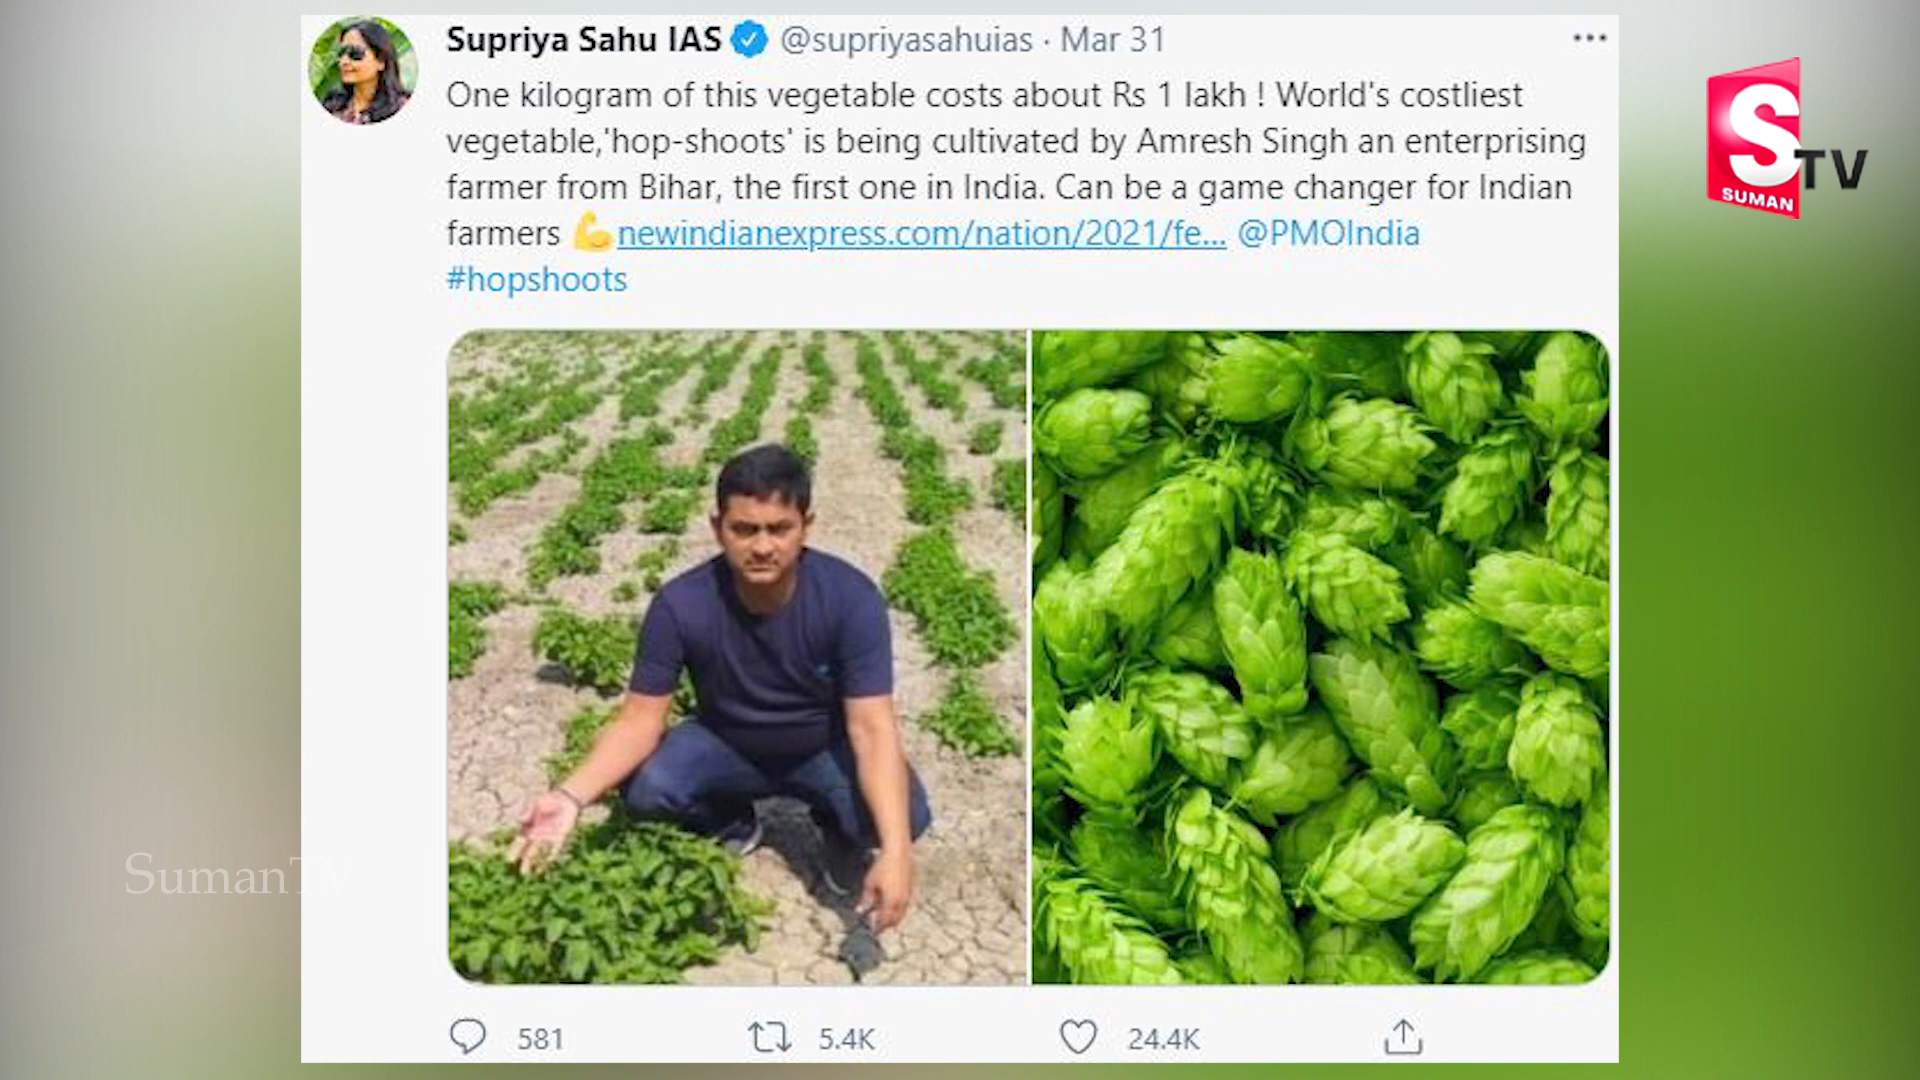 Supriya Sahu IAS @supriyasahuias · Mar 31
One kilogram of this vegetable costs about Rs 1 lakh ! World's costliest
vegetable,'hop-shoots' is being cultivated by Amresh Singh an enterprising
farmer from Bihar, the first one in India. Can be a game changer for Indian
farmers 💪newindianexpress.com/nation/2021/fe... @PMOIndia
#hopshoots
581 5.4K 24.4K
S TV
SUMAN
SumanTV